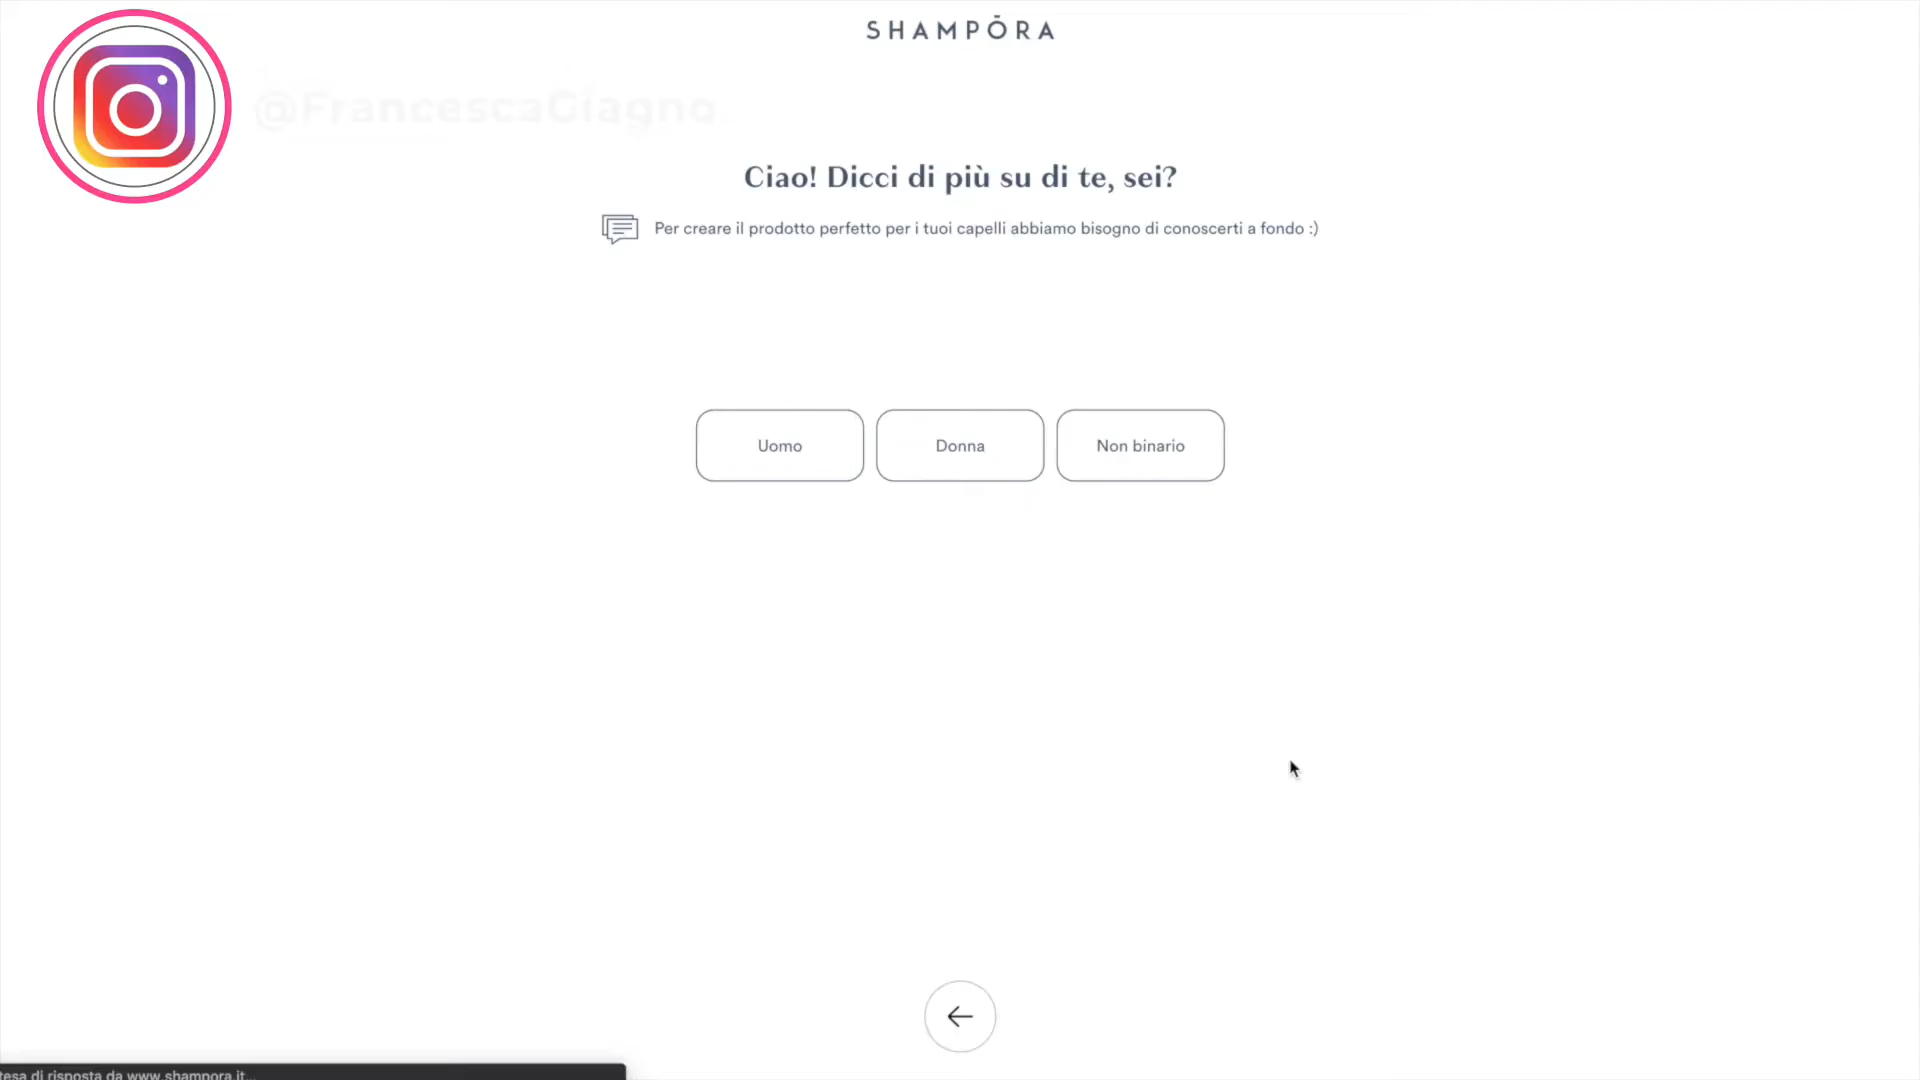 SHAMPŌRA
@FrancescaGiagno
Ciao! Dicci di più su di te, sei?
Per creare il prodotto perfetto per i tuoi capelli abbiamo bisogno di conoscerti a fondo :)
Uomo
Donna
Non binario
tesa di risposta da www.shampora.it...